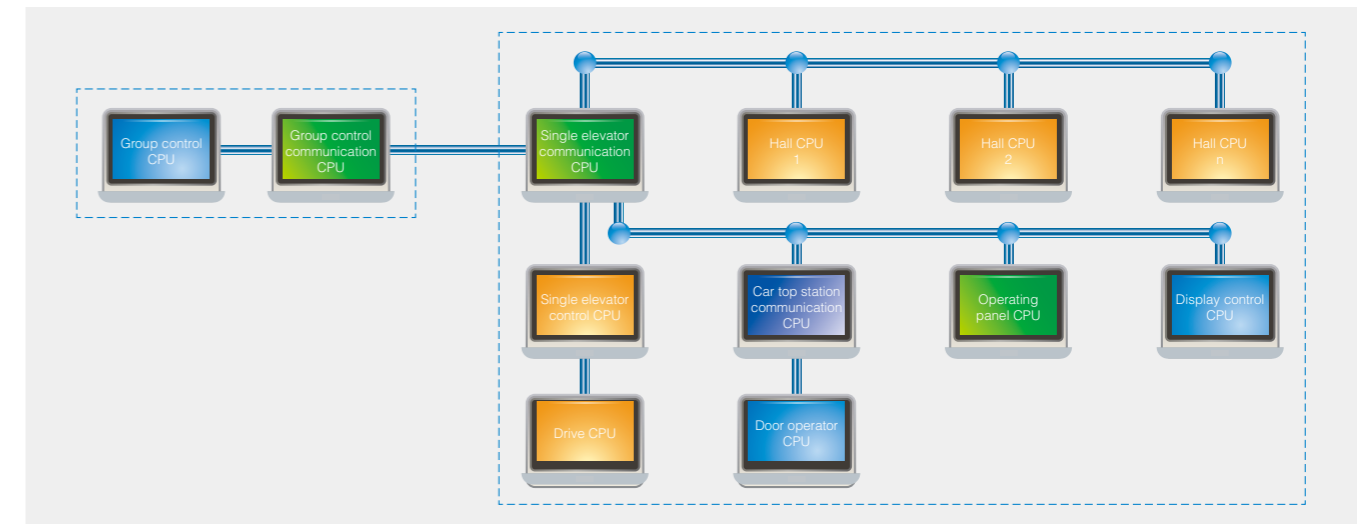 Group control
CPU
Group control
communication
CPU
Single elevator
communication
CPU
Hall CPU
1
Hall CPU
2
Hall CPU
n
Single elevator
control CPU
Car top station
communication
CPU
Operating
panel CPU
Display control
CPU
Drive CPU
Door operator
CPU